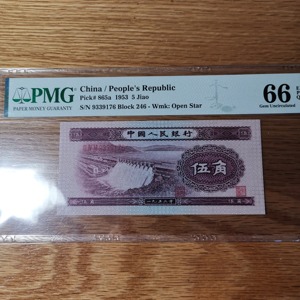 PMG
PAPER MONEY GUARANTY
China / People's Republic
Pick# 865a 1953 5 Jiao
S/N 9339176 Block 246 - Wmk: Open Star
66 EPQ
Gem Uncirculated
中國人民銀行
伍角